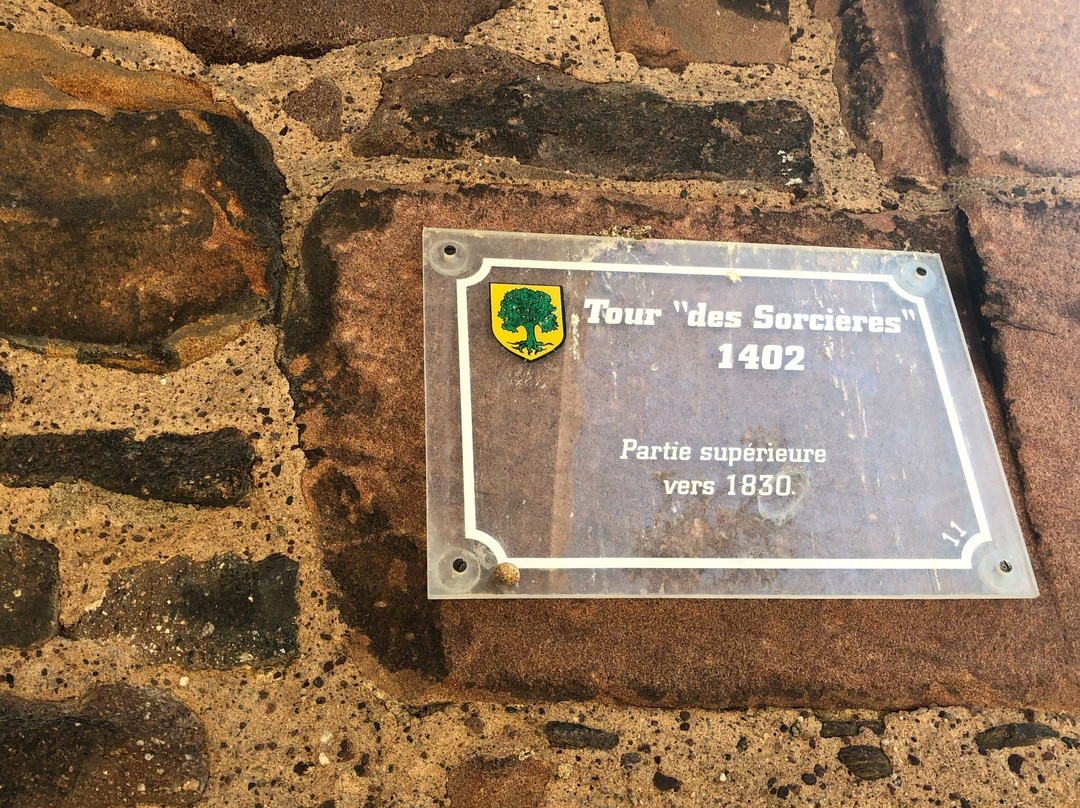 Tour "des Sorcières"
1402
Partie supérieure
vers 1830.
11